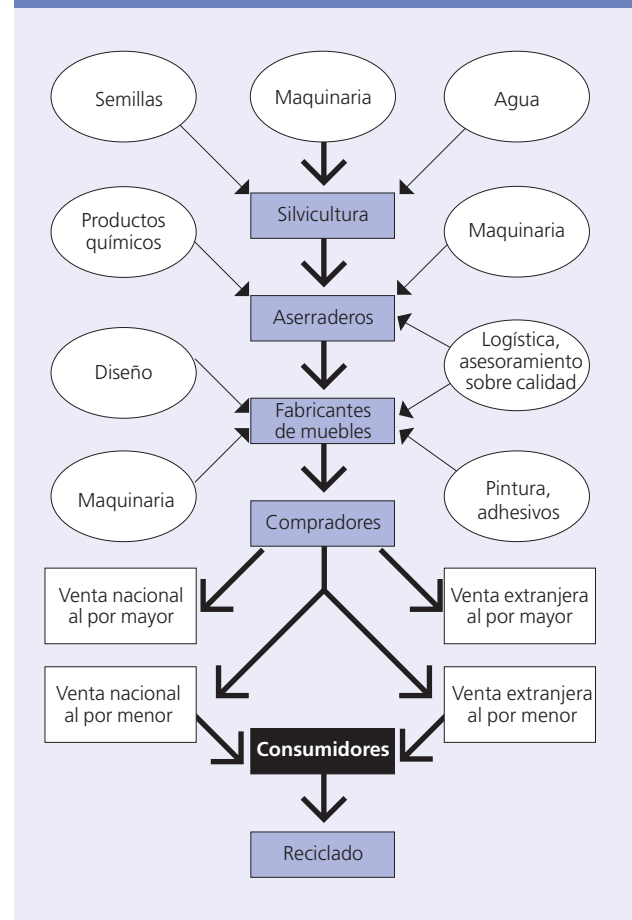 Semillas
Maquinaria
Agua
Silvicultura
Productos
químicos
Maquinaria
Aserraderos
Logística,
asesoramiento
sobre calidad
Diseño
Fabricantes
de muebles
Maquinaria
Pintura,
adhesivos
Compradores
Venta nacional
al por mayor
Venta extranjera
al por mayor
Venta nacional
al por menor
Venta extranjera
al por menor
Consumidores
Reciclado